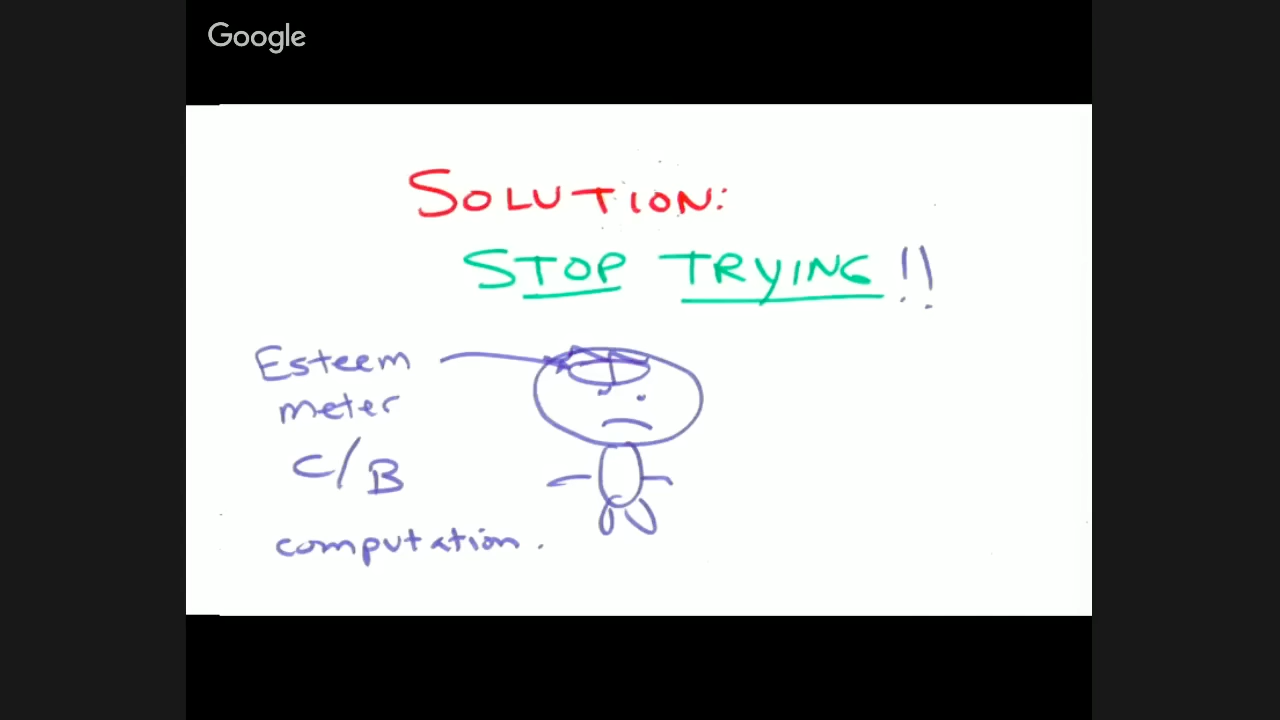 Google
SOLUTION:
STOP TRYING!!
Esteem
meter
C/B
computation.